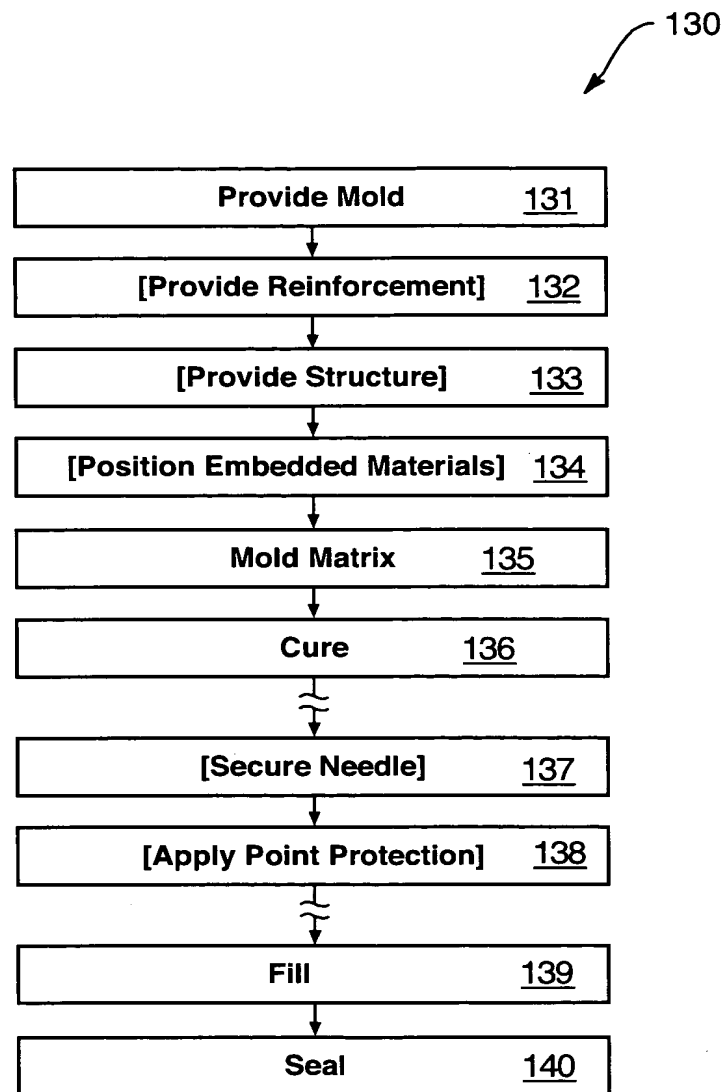 130
Provide Mold 131
[Provide Reinforcement] 132
[Provide Structure] 133
[Position Embedded Materials] 134
Mold Matrix 135
Cure 136
[Secure Needle] 137
[Apply Point Protection] 138
Fill 139
Seal 140